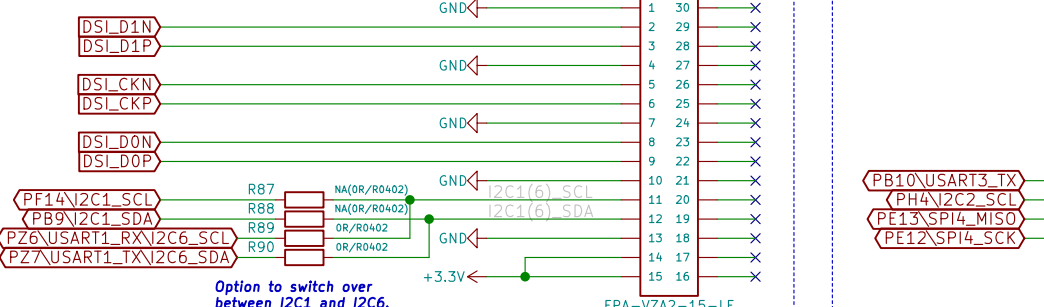 GND 1 30
DSI_D1N 2 29
DSI_D1P 3 28
GND 4 27
DSI_CKN 5 26
DSI_CKP 6 25
GND 7 24
DSI_D0N 8 23
DSI_D0P 9 22
GND 10 21
PB10\USART3_TX
PF14\I2C1_SCL R87 NA(0R/R0402) I2C1(6)_SCL 11 20
PH4\I2C2_SCL
PB9\I2C1_SDA R88 NA(0R/R0402) I2C1(6)_SDA 12 19
PE13\SPI4_MISO
PZ6\USART1_RX\I2C6_SCL R89 0R/R0402 GND 13 18
PE12\SPI4_SCK
PZ7\USART1_TX\I2C6_SDA R90 0R/R0402 14 17
+3.3V 15 16
Option to switch over
between I2C1 and I2C6.